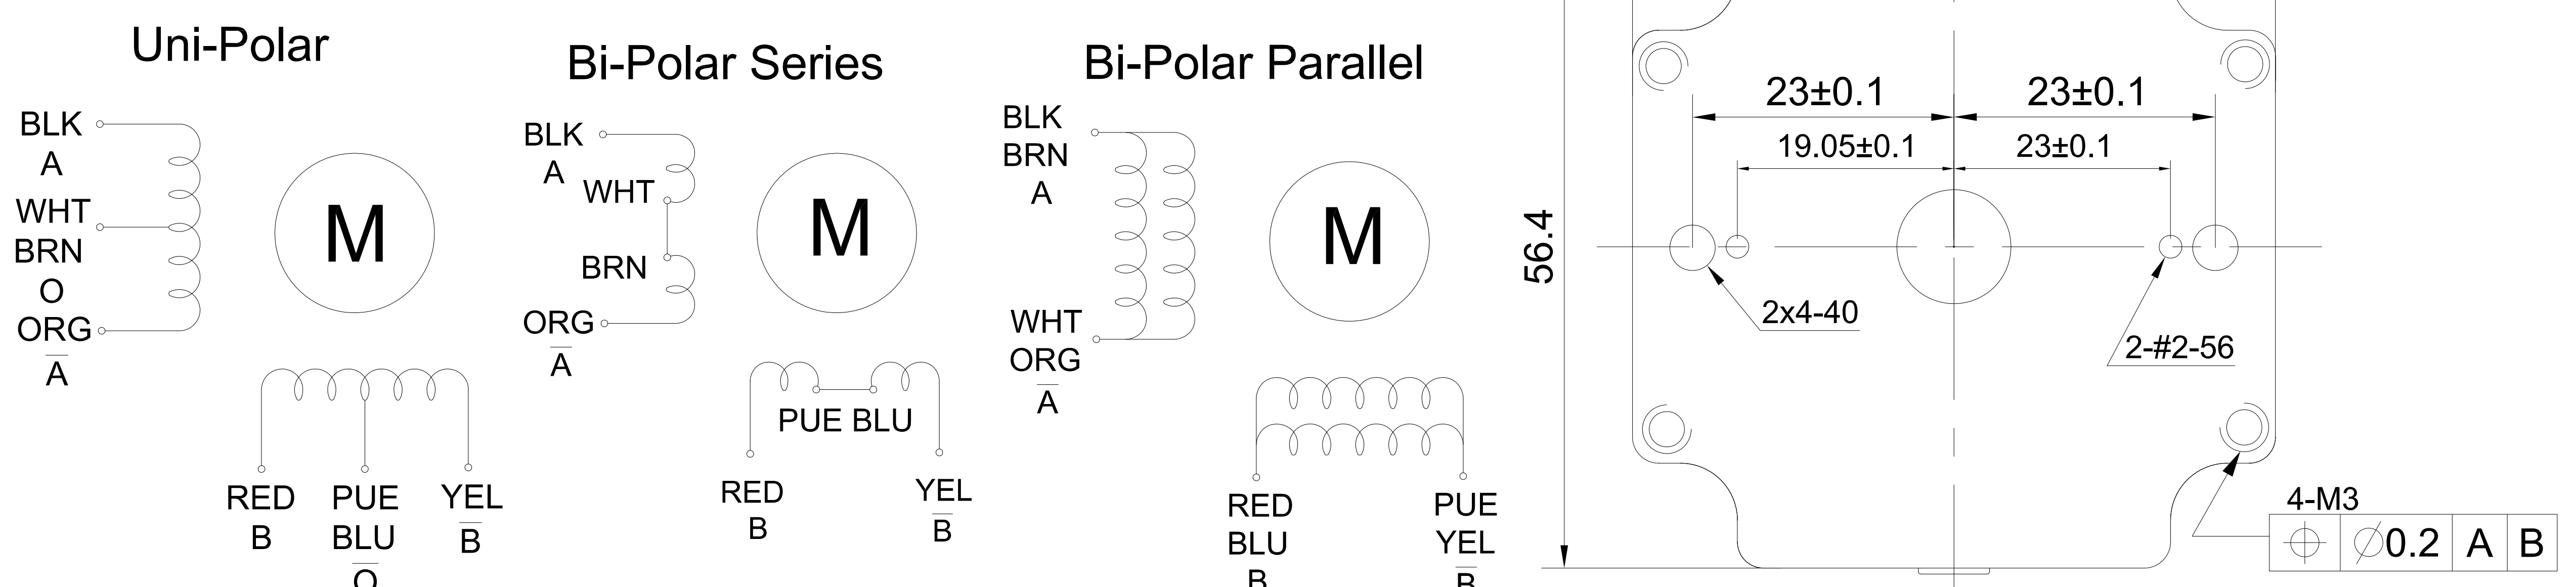 Uni-Polar
BLK
A
WHT
BRN
O
ORG
A
M
RED
B
PUE
BLU
O
YEL
B
Bi-Polar Series
BLK
A
WHT
BRN
ORG
A
M
PUE BLU
RED
B
YEL
B
Bi-Polar Parallel
BLK
BRN
A
WHT
ORG
A
M
RED
BLU
B
PUE
YEL
B
56.4
23±0.1
23±0.1
19.05±0.1
23±0.1
2x4-40
2-#2-56
4-M3
⌀0.2 A B